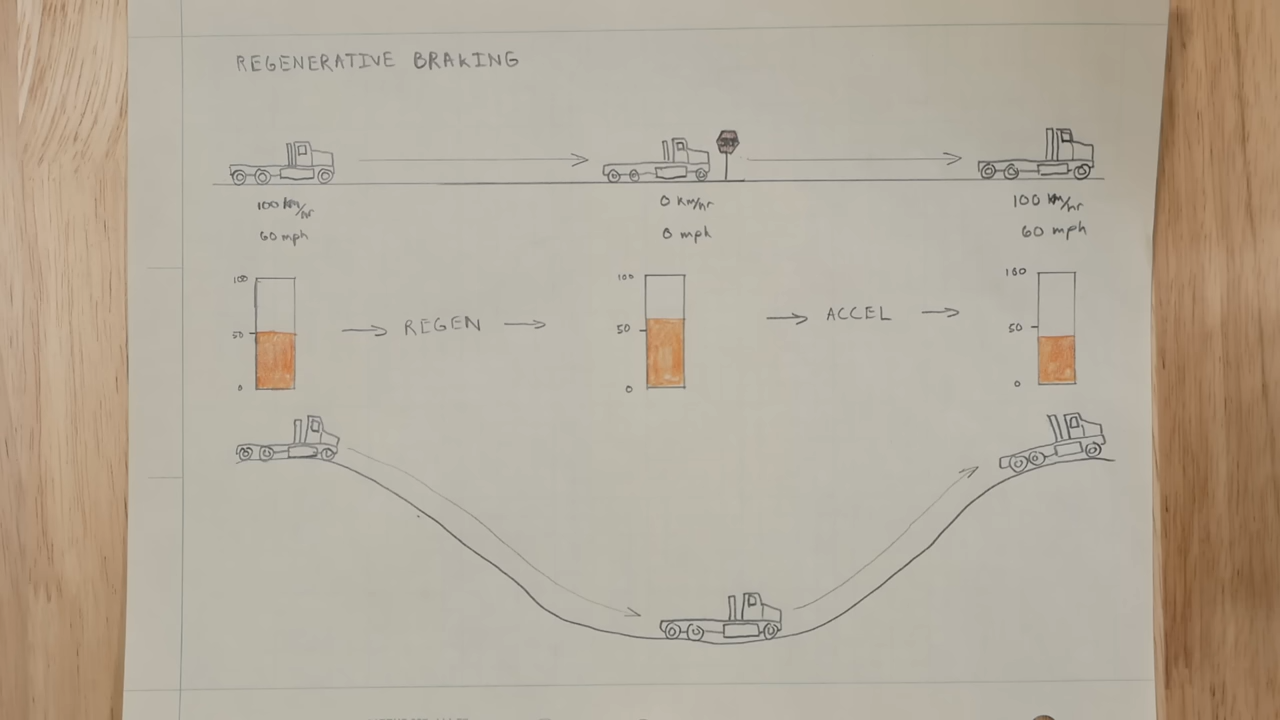 REGENERATIVE BRAKING
100 km/hr
0 km/hr
100 km/hr
60 mph
0 mph
60 mph
100
100
100
50 → REGEN →
50 → ACCEL →
50
0
0
0